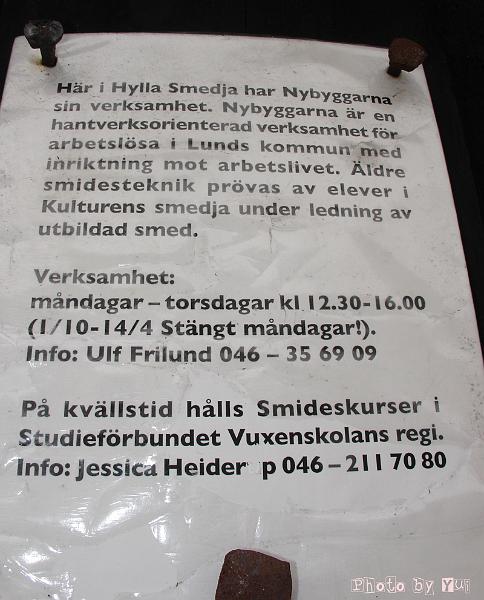 Här i Hylla Smedja har Nybyggarna
sin verksamhet. Nybyggarna är en
hantverksorienterad verksamhet för
arbetslösa i Lunds kommun med
inriktning mot arbetslivet. Äldre
smidesteknik prövas av elever i
Kulturens smedja under ledning av
utbildad smed.
Verksamhet:
måndagar – torsdagar kl 12.30-16.00
(1/10-14/4 Stängt måndagar!).
Info: Ulf Frilund 046 – 35 69 09
På kvällstid hålls Smideskurser i
Studieförbundet Vuxenskolans regi.
Info: Jessica Heider p 046 – 211 70 80
Photo by Yui